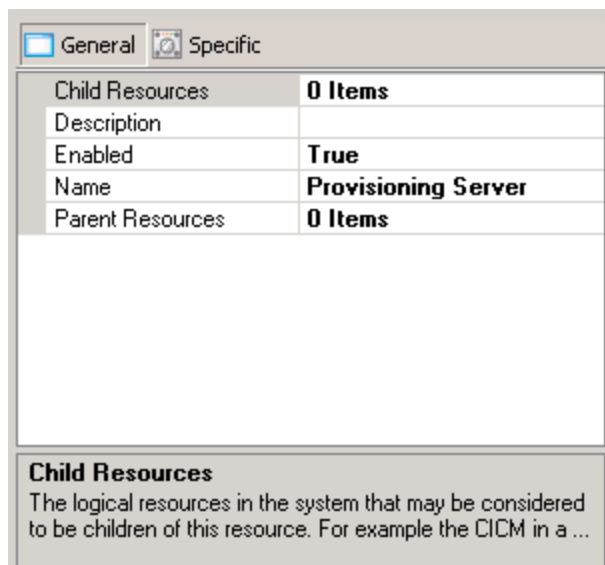 General Specific
Child Resources 0 Items
Description
Enabled True
Name Provisioning Server
Parent Resources 0 Items
Child Resources
The logical resources in the system that may be considered
to be children of this resource. For example the CICM in a ...